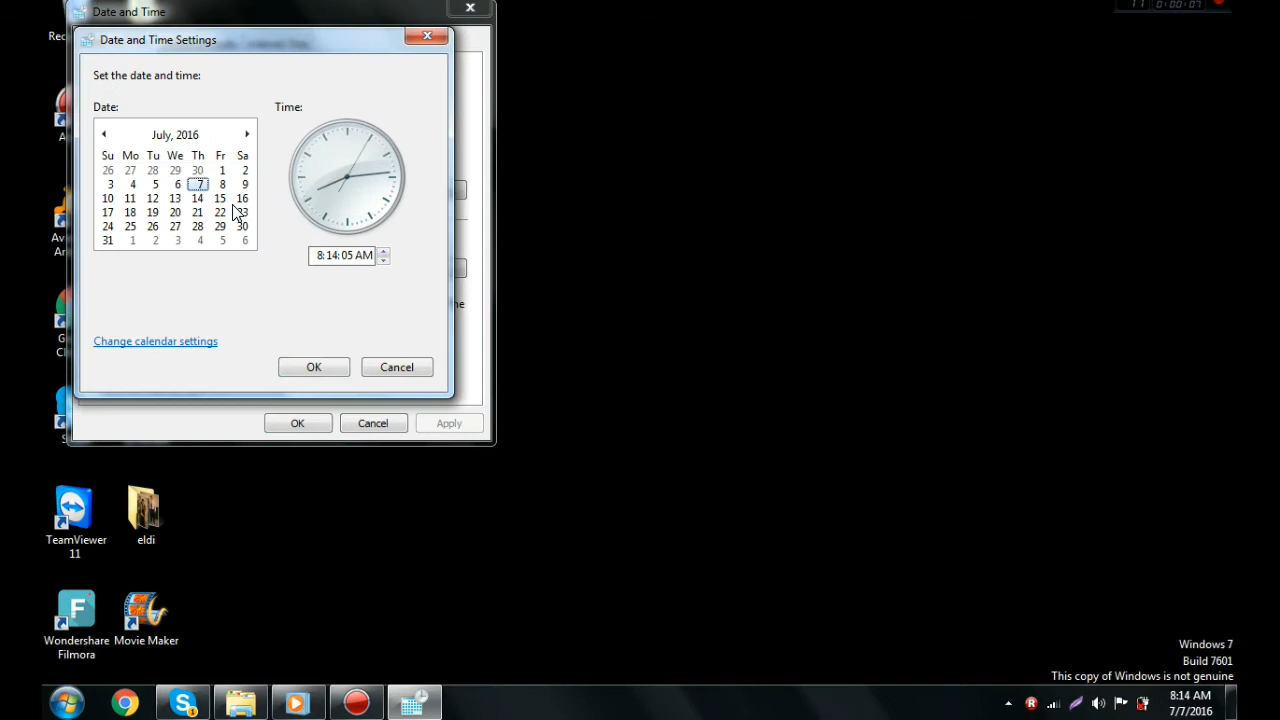 Date and Time
Date and Time Settings
Set the date and time:
Date:
Time:
July, 2016
Su Mo Tu We Th Fr Sa
26 27 28 29 30 1 2
3 4 5 6 7 8 9
10 11 12 13 14 15 16
17 18 19 20 21 22 23
24 25 26 27 28 29 30
31 1 2 3 4 5 6
8:14:05 AM
Change calendar settings
OK
Cancel
OK
Cancel
Apply
TeamViewer
11
eldi
Wondershare
Filmora
Movie Maker
Windows 7
Build 7601
This copy of Windows is not genuine
8:14 AM
7/7/2016